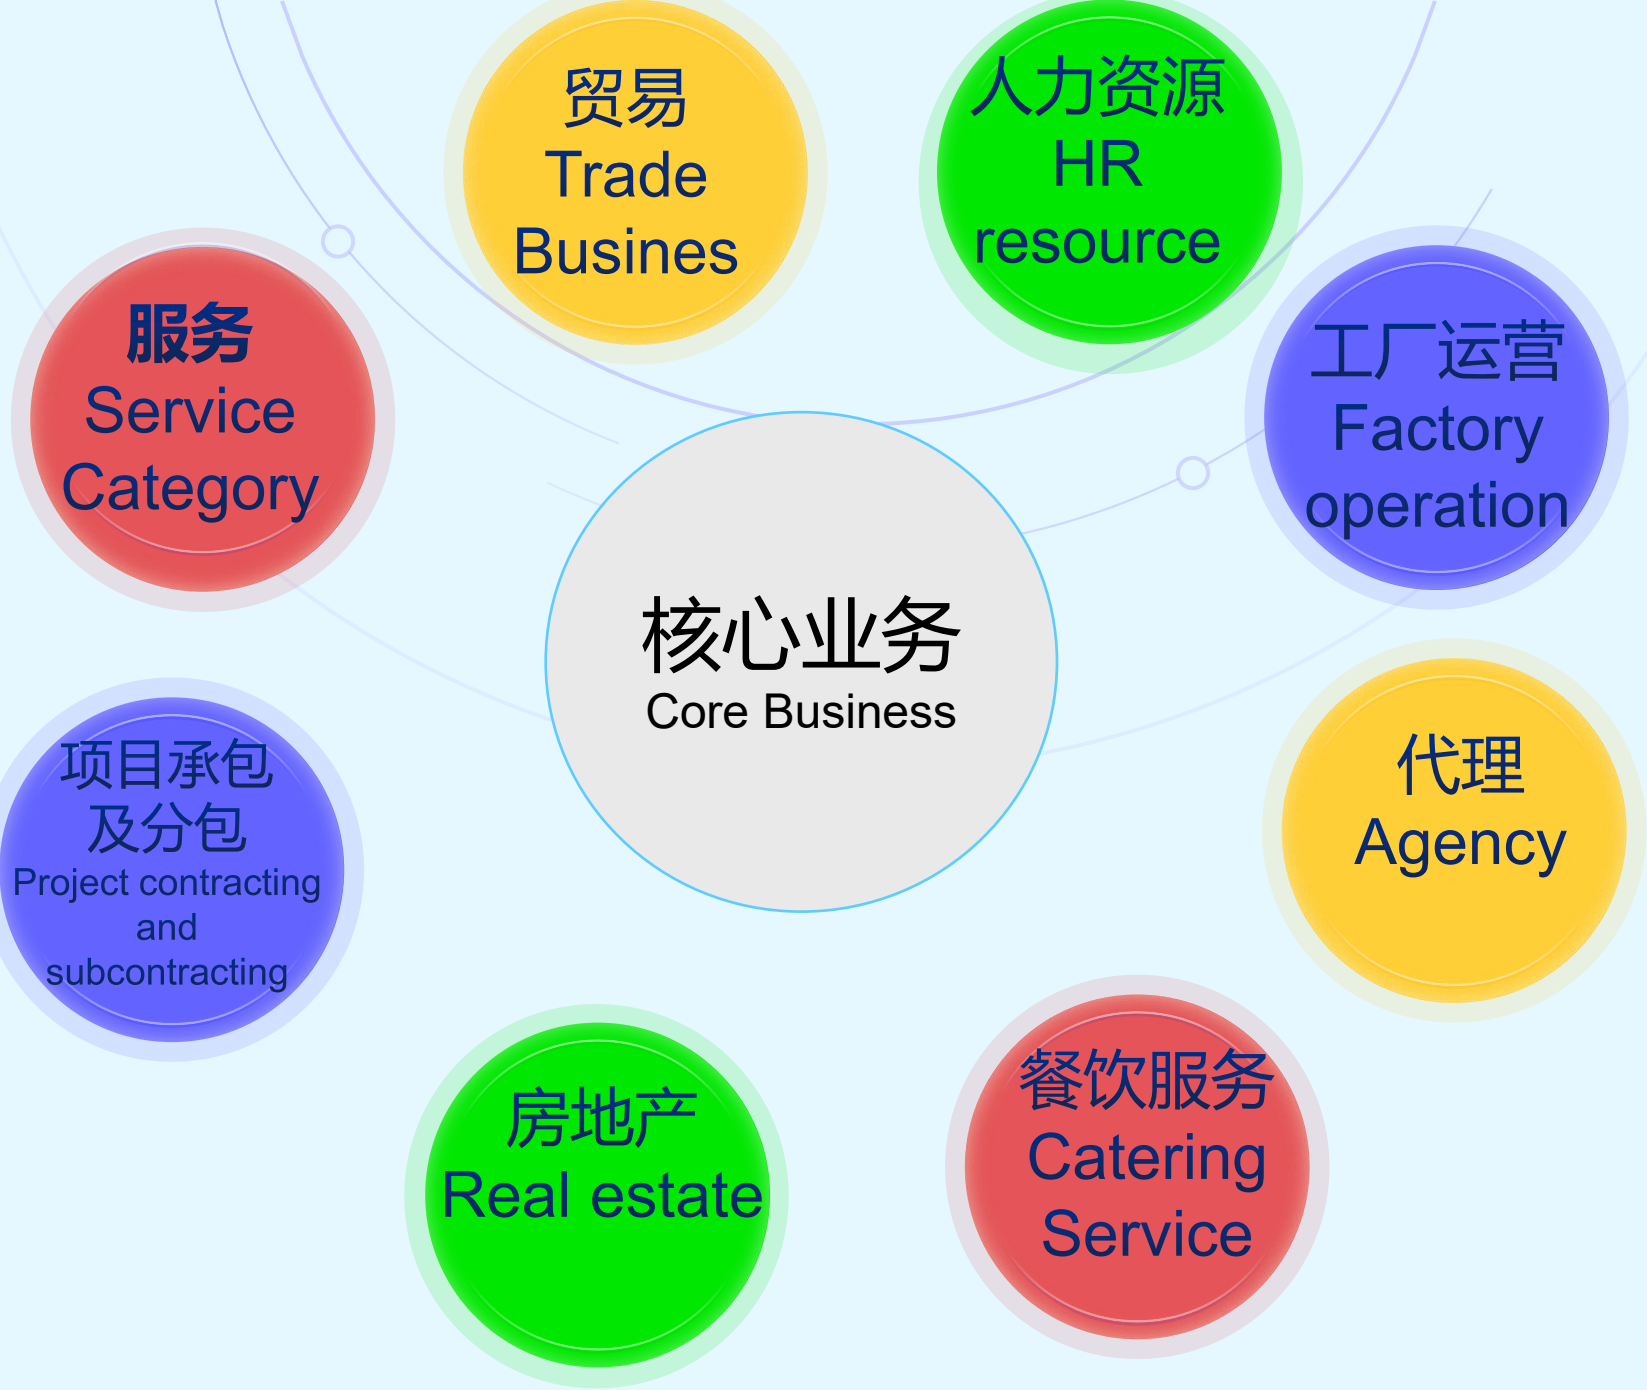 贸易
Trade
Busines
人力资源
HR
resource
服务
Service
Category
工厂运营
Factory
operation
核心业务
Core Business
项目承包
及分包
Project contracting
and
subcontracting
代理
Agency
房地产
Real estate
餐饮服务
Catering
Service